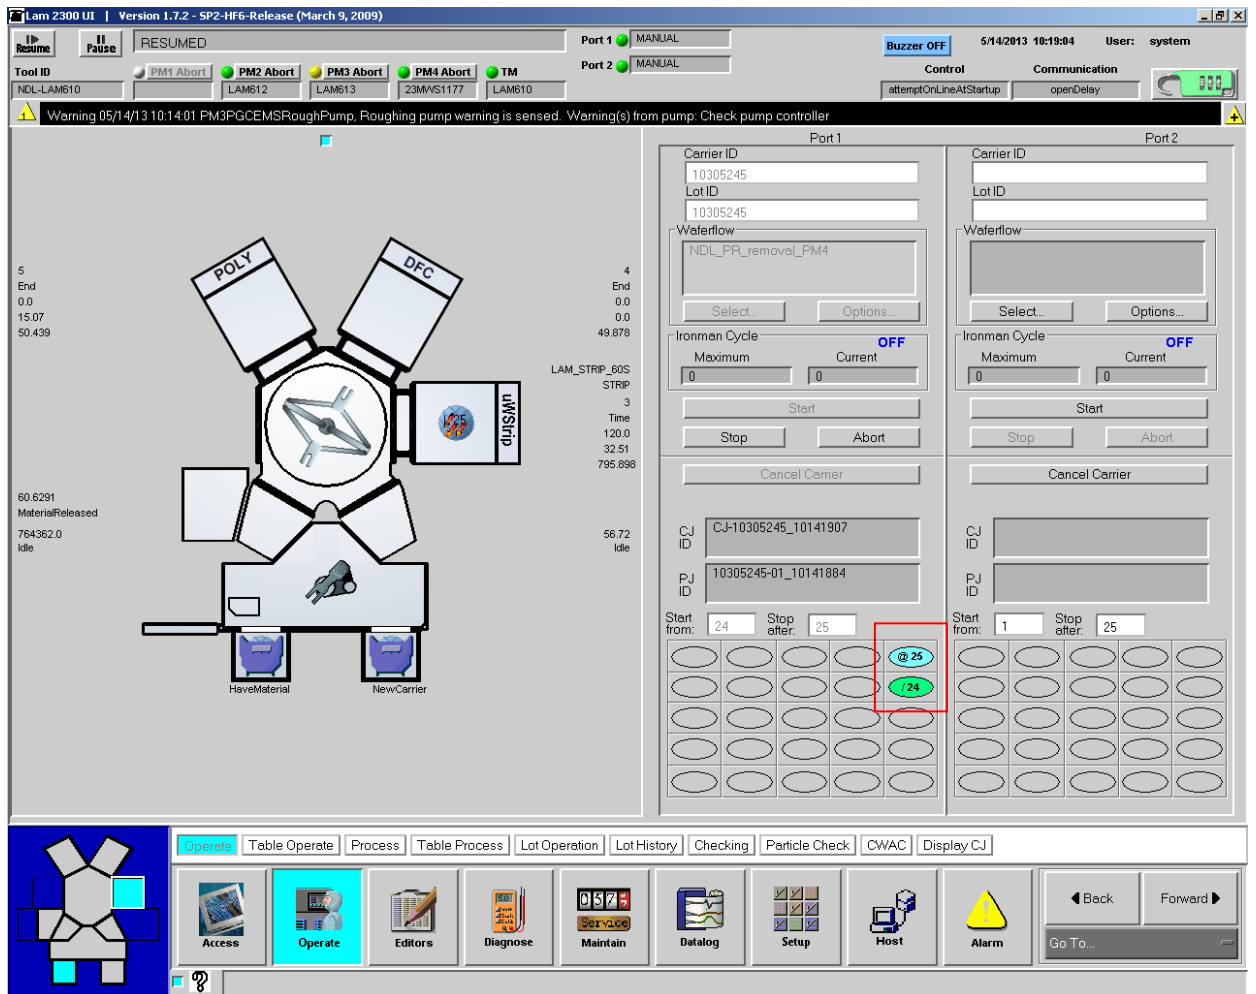 Lam 2300 UI | Version 1.7.2 - SP2-HF6-Release (March 9, 2009)
Resume Pause RESUMED Port 1 MANUAL Buzzer OFF 5/14/2013 10:19:04 User: system
Port 2 MANUAL
Tool ID PM1 Abort PM2 Abort PM3 Abort PM4 Abort TM Control Communication
NDL-LAM610 LAM612 LAM613 23MWS1177 LAM610 attemptOnLineAtStartup openDelay
1 Warning 05/14/13 10:14:01 PM3PGCEMSRoughPump, Roughing pump warning is sensed. Warning(s) from pump: Check pump controller
POLY DFC
5 4
End End
0.0 0.0
15.07 0.0
50.439 49.878
LAM_STRIP_60S
STRIP
3
Time
120.0
32.51
795.898
uWStrip
60.6291
MaterialReleased
764362.0 56.72
Idle Idle
HaveMaterial NewCarrier
Port 1
Carrier ID
10305245
Lot ID
10305245
Waferflow
NDL_PR_removal_PM4
Select... Options...
Ironman Cycle OFF
Maximum Current
0 0
Start
Stop Abort
Cancel Carrier
CJ ID CJ-10305245_10141907
PJ ID 10305245-01_10141884
Start from: 24 Stop after: 25
@ 25
/ 24
Port 2
Carrier ID
Lot ID
Waferflow
Select... Options...
Ironman Cycle OFF
Maximum Current
0 0
Start
Stop Abort
Cancel Carrier
CJ ID
PJ ID
Start from: 1 Stop after: 25
Operate Table Operate Process Table Process Lot Operation Lot History Checking Particle Check CWAC Display CJ
Access Operate Editors Diagnose Service Maintain Datalog Setup Host Alarm
Back Forward
Go To...
?